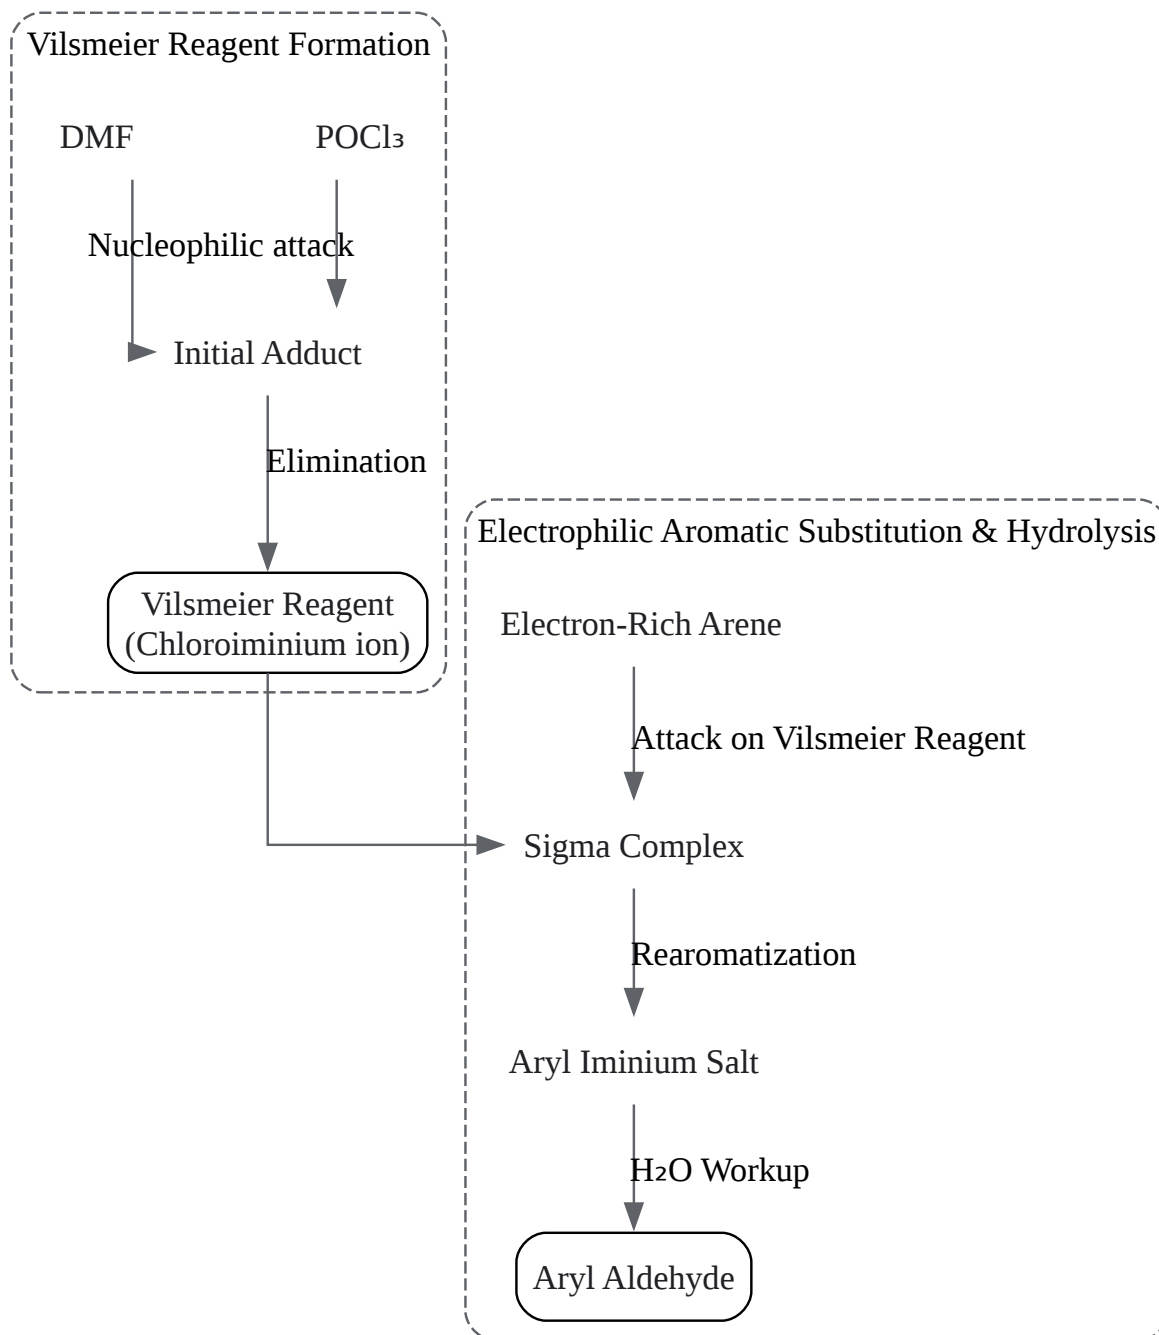 Vilsmeier Reagent Formation
DMF
POCl₃
Nucleophilic attack
Initial Adduct
Elimination
Vilsmeier Reagent
(Chloroiminium ion)
Electrophilic Aromatic Substitution & Hydrolysis
Electron-Rich Arene
Attack on Vilsmeier Reagent
Sigma Complex
Rearomatization
Aryl Iminium Salt
H₂O Workup
Aryl Aldehyde